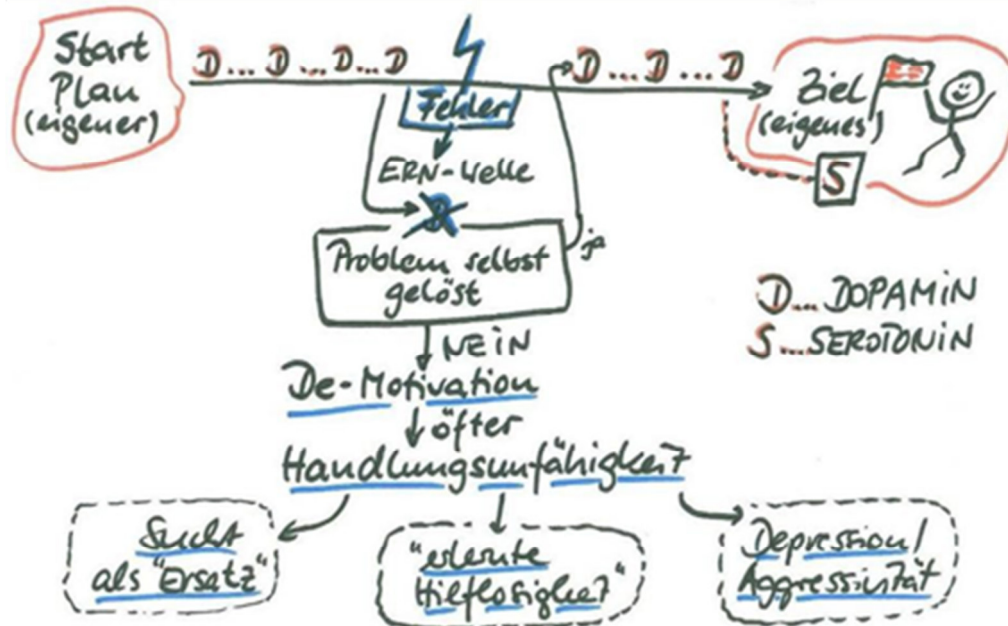 Start
Plan
(eigener)
D...D...D...D
Fehler
D...D...D
Ziel
(eigenes)
S
ERN-Welle
D
Problem selbst
gelöst
ja
D...DOPAMIN
S...SEROTONIN
NEIN
De-Motivation
öfter
Handlungsunfähigkeit
Sucht
als "Ersatz"
"erlernte
Hilflosigkeit"
Depression/
Aggressivität